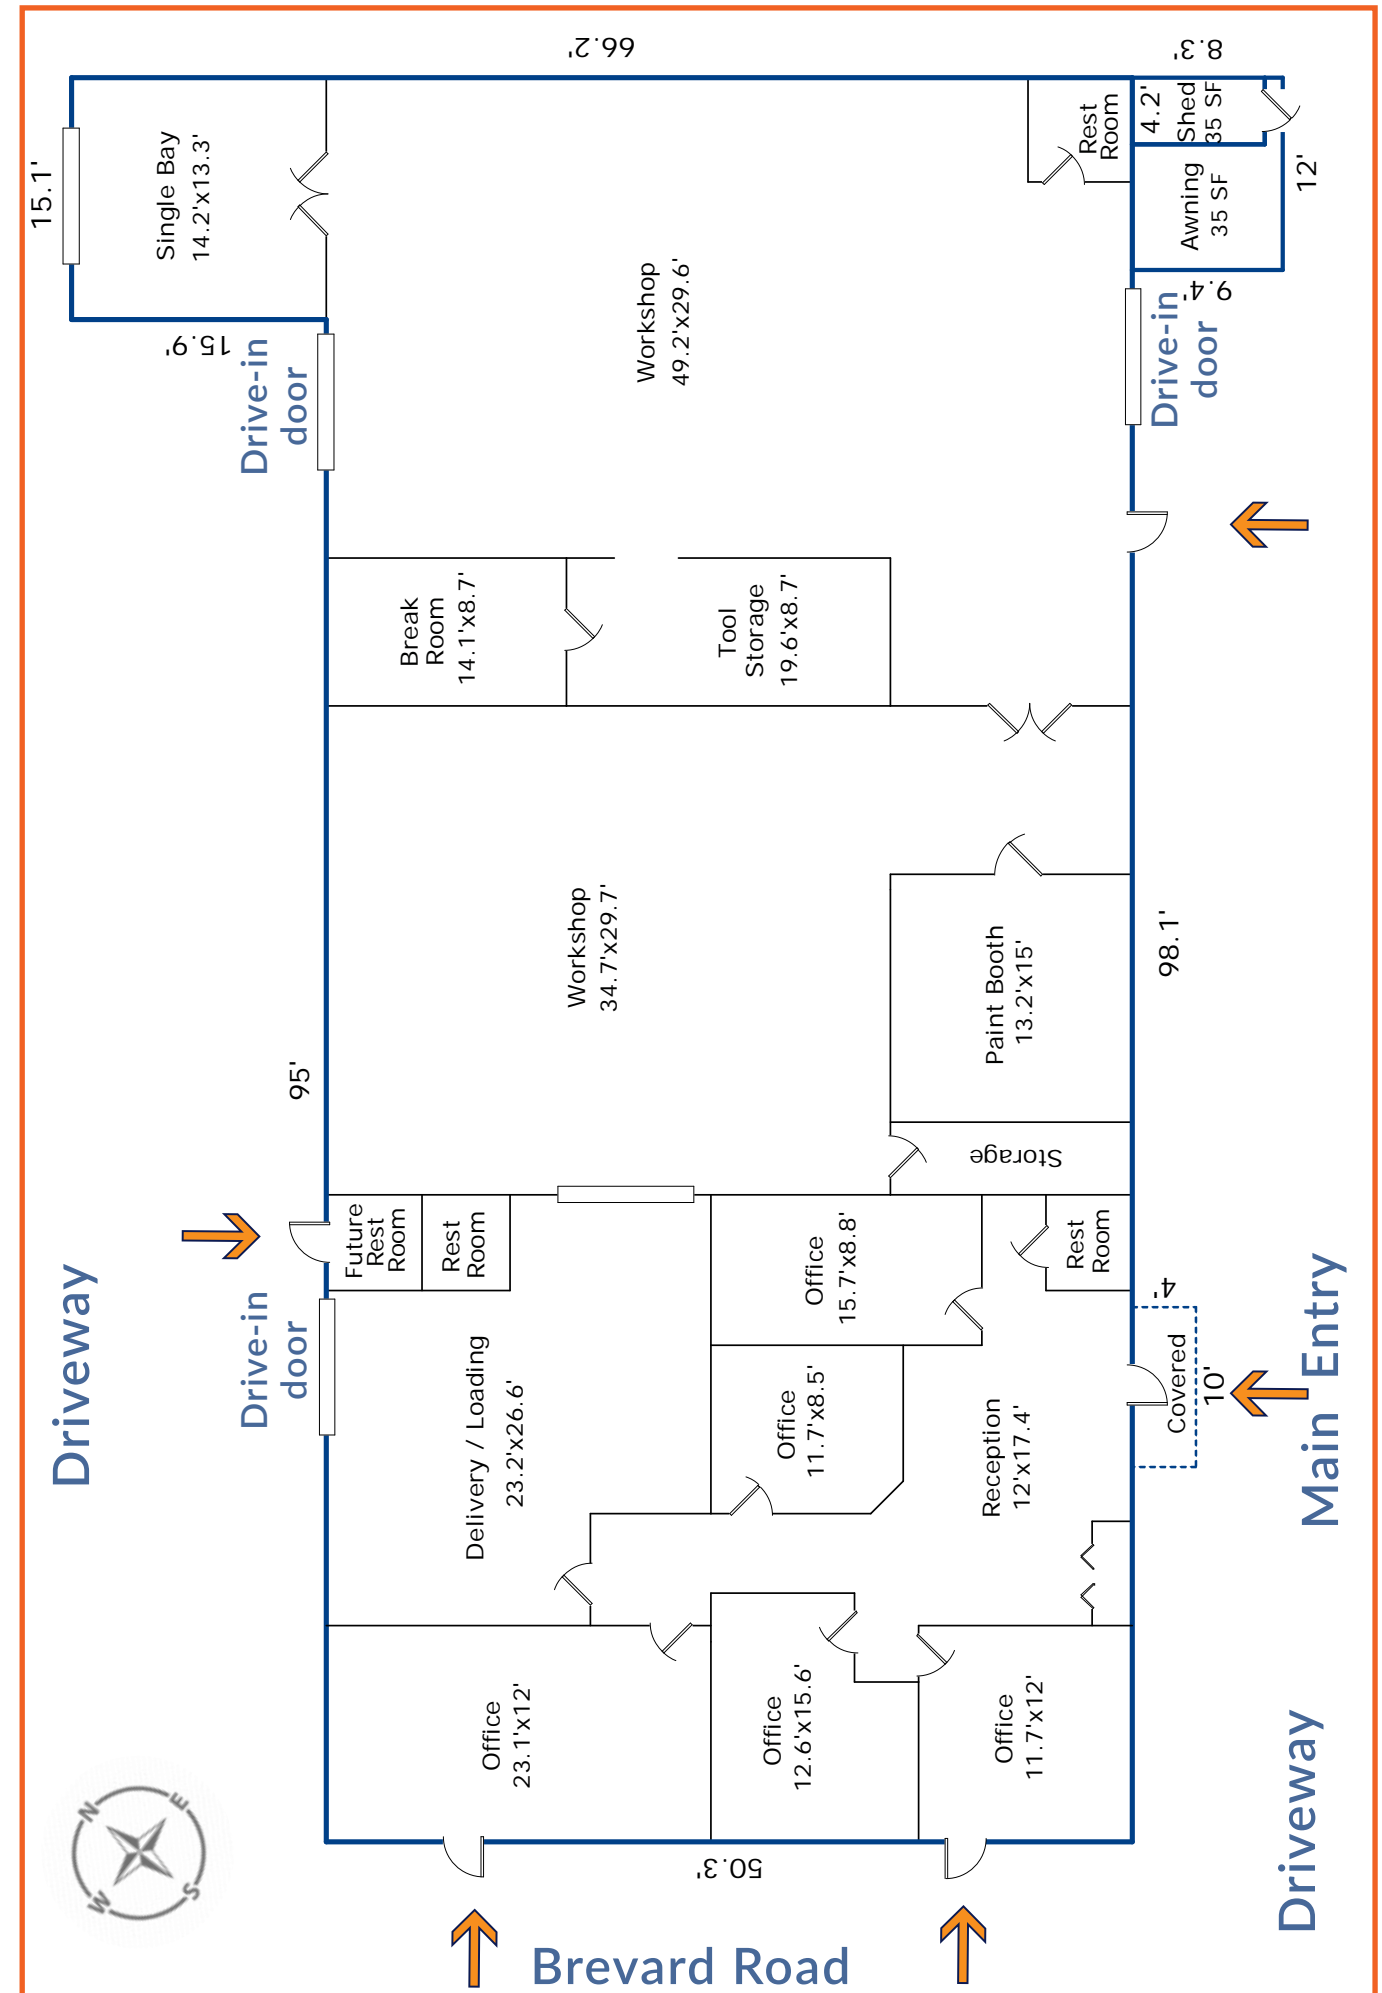 66.2'
8.3'
15.1'
Single Bay
14.2'x13.3'
Rest
Room
4.2'
Shed
35 SF
12'
Awning
35 SF
9.4'
15.9'
Drive-in
door
Workshop
49.2'x29.6'
Drive-in
door
Break
Room
14.1'x8.7'
Tool
Storage
19.6'x8.7'
Workshop
34.7'x29.7'
Paint Booth
13.2'x15'
98.1'
95'
Storage
Future
Rest
Room
Rest
Room
Office
15.7'x8.8'
Rest
Room
4'
Driveway
Drive-in
door
Delivery / Loading
23.2'x26.6'
Office
11.7'x8.5'
Reception
12'x17.4'
Covered
10'
Main Entry
Office
23.1'x12'
Office
12.6'x15.6'
Office
11.7'x12'
Driveway
N
E
W
S
50.3'
Brevard Road